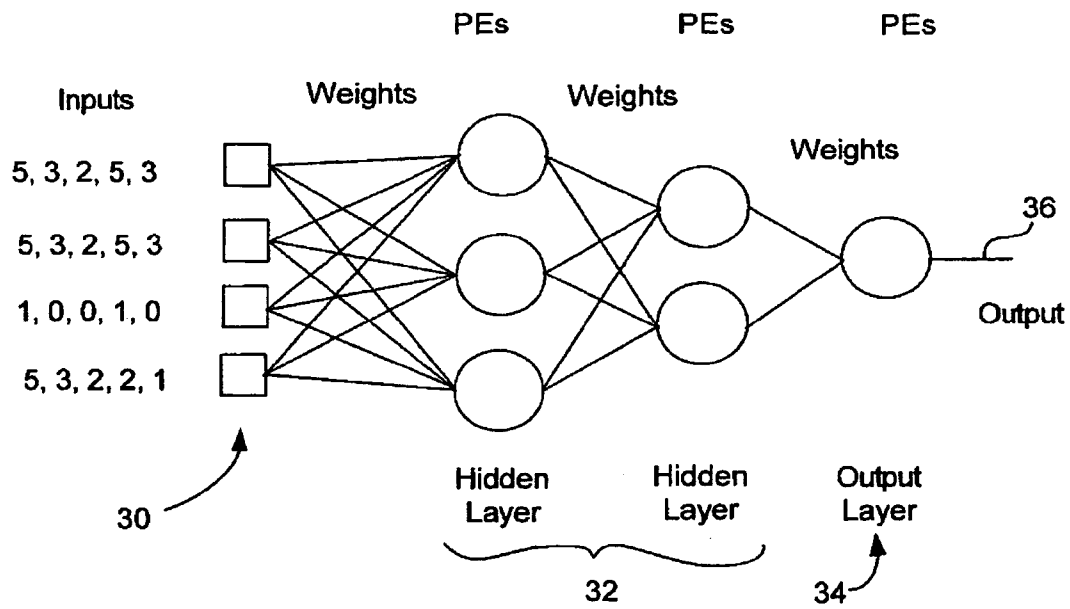 PEs PEs PEs
Inputs Weights Weights
Weights
5, 3, 2, 5, 3
5, 3, 2, 5, 3
36
1, 0, 0, 1, 0
Output
5, 3, 2, 2, 1
30
Hidden Layer
Hidden Layer
Output Layer
32
34